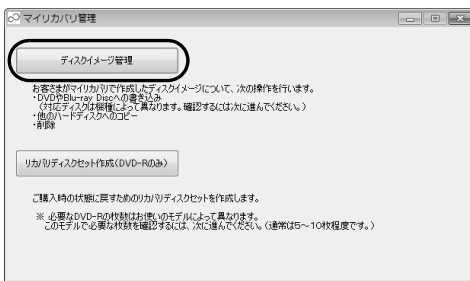 マイリカバリ管理
ディスクイメージ管理
お客さまがマイリカバリで作成したディスクイメージについて、次の操作を行います。
・DVDやBlu-ray Discへの書き込み
(対応ディスクは機種によって異なります。確認するには次に進んでください。)
・他のハードディスクへのコピー
・削除
リカバリディスクセット作成(DVD-Rのみ)
ご購入時の状態に戻すためのリカバリディスクセットを作成します。
※ 必要なDVD-Rの枚数はお使いのモデルによって異なります。
このモデルで必要な枚数を確認するには、次に進んでください。(通常は5～10枚程度です。)